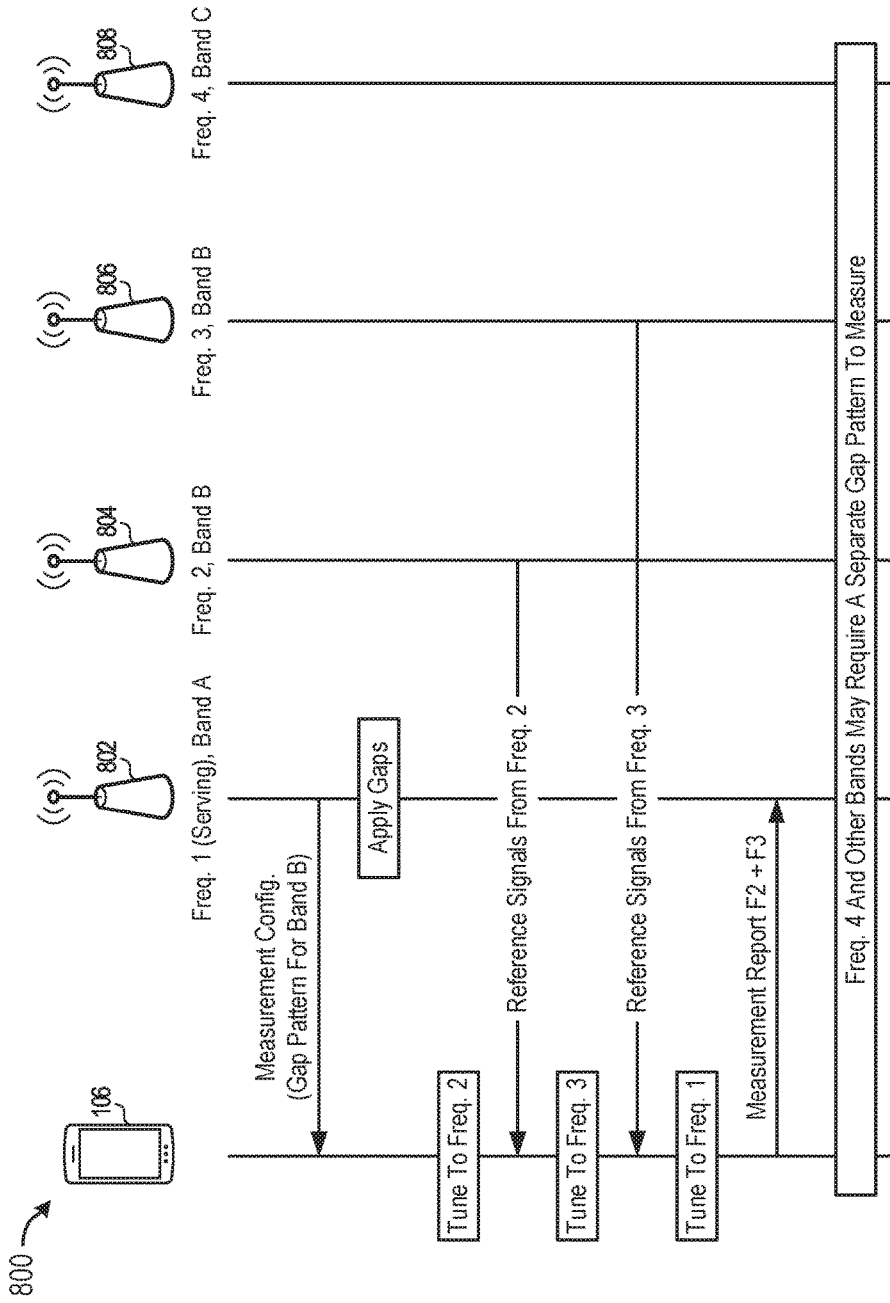 800
106
802
804
806
808
Freq. 1 (Serving), Band A
Freq. 2, Band B
Freq. 3, Band B
Freq. 4, Band C
Measurement Config.
(Gap Pattern For Band B)
Apply Gaps
Tune To Freq. 2
Reference Signals From Freq. 2
Tune To Freq. 3
Reference Signals From Freq. 3
Tune To Freq. 1
Measurement Report F2 + F3
Freq. 4 And Other Bands May Require A Separate Gap Pattern To Measure